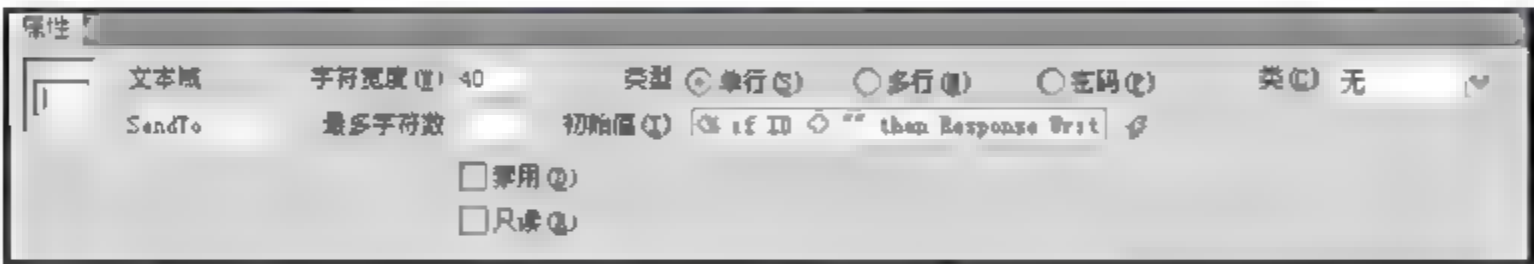 属性
文本域 字符宽度(W) 40 类型 单行(S) 多行(M) 密码(P) 类(C) 无
SendTo 最多字符数 初始值(I) <% if ID <> "" then Response Writ
禁用(D)
只读(R)